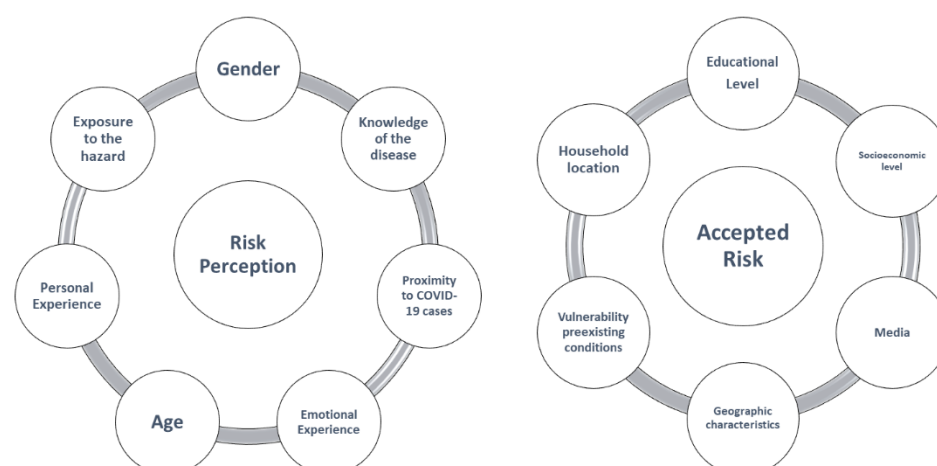 Gender
Knowledge
of the
disease
Proximity
to COVID-
19 cases
Emotional
Experience
Age
Personal
Experience
Exposure
to the
hazard
Risk
Perception
Educational
Level
Socioeconomic
level
Media
Geographic
characteristics
Vulnerability
preexisting
conditions
Household
location
Accepted
Risk